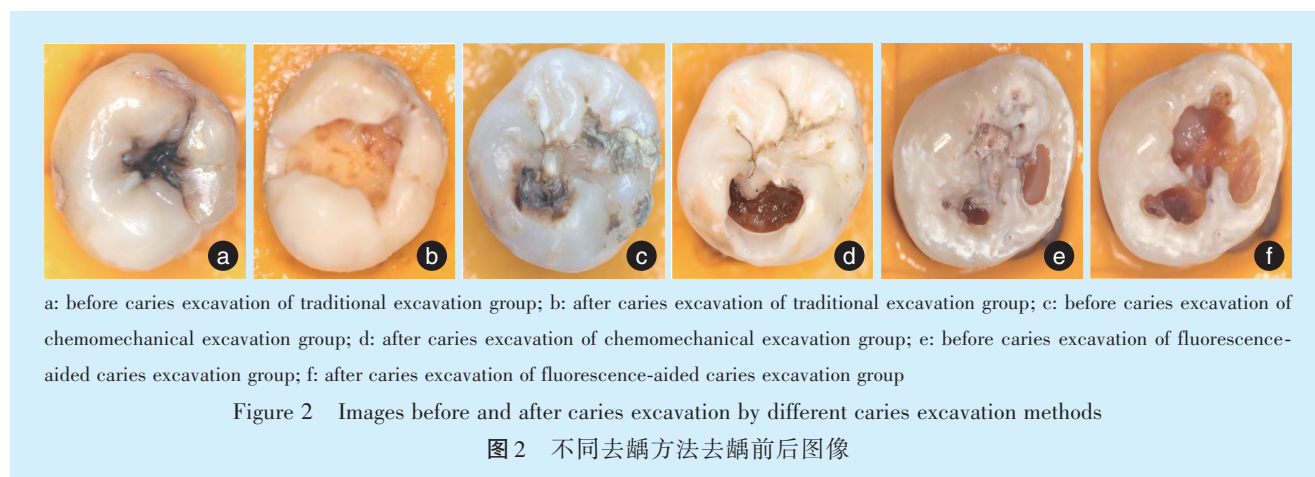 a
b
c
d
e
f
a: before caries excavation of traditional excavation group; b: after caries excavation of traditional excavation group; c: before caries excavation of
chemomechanical excavation group; d: after caries excavation of chemomechanical excavation group; e: before caries excavation of fluorescence-
aided caries excavation group; f: after caries excavation of fluorescence-aided caries excavation group
Figure 2 Images before and after caries excavation by different caries excavation methods
图2 不同去龋方法去龋前后图像